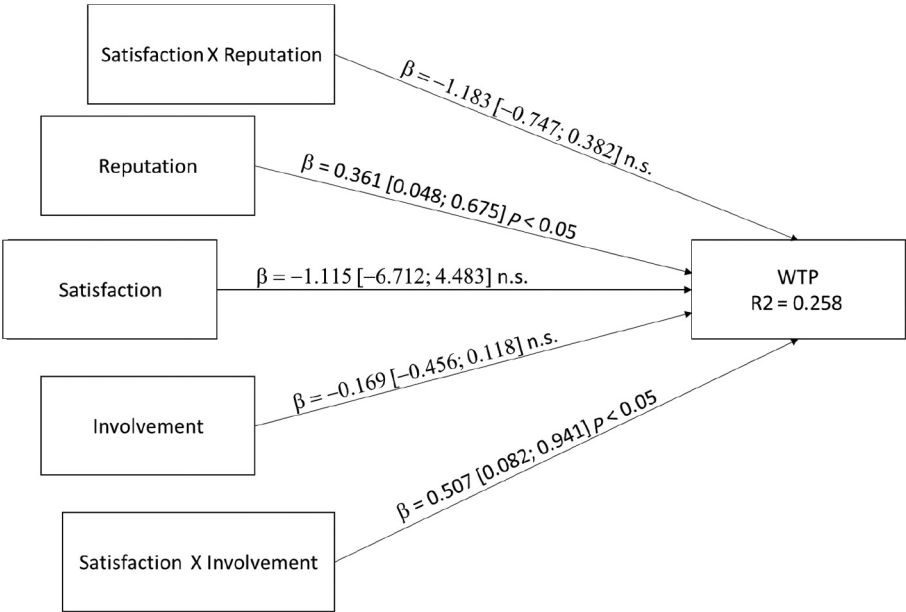 Satisfaction X Reputation
β = −1.183 [−0.747; 0.382] n.s.
Reputation
β = 0.361 [0.048; 0.675] P < 0.05
Satisfaction
β = −1.115 [−6.712; 4.483] n.s.
WTP
R2 = 0.258
β = −0.169 [−0.456; 0.118] n.s.
Involvement
β = 0.507 [0.082; 0.941] P < 0.05
Satisfaction X Involvement